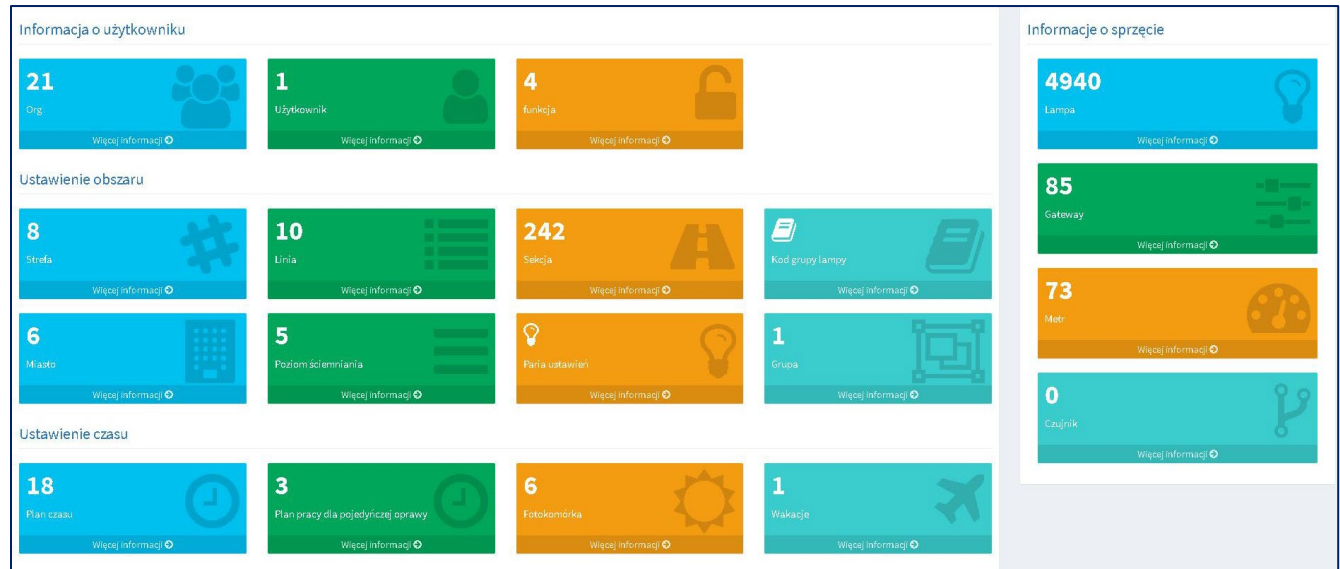 Informacja o użytkowniku
21
Org
Więcej informacji
1
Użytkownik
Więcej informacji
4
funkcja
Więcej informacji
Ustawienie obszaru
8
Strefa
Więcej informacji
10
Linia
Więcej informacji
242
Sekcja
Więcej informacji
Kod grupy lampy
Więcej informacji
6
Miasto
Więcej informacji
5
Poziom ściemniania
Więcej informacji
Paria ustawień
Więcej informacji
1
Grupa
Więcej informacji
Ustawienie czasu
18
Plan czasu
Więcej informacji
3
Plan pracy dla pojedyńczej oprawy
Więcej informacji
6
Fotokomórka
Więcej informacji
1
Wakacje
Więcej informacji
Informacje o sprzęcie
4940
Lampa
Więcej informacji
85
Gateway
Więcej informacji
73
Metr
Więcej informacji
0
Czujnik
Więcej informacji